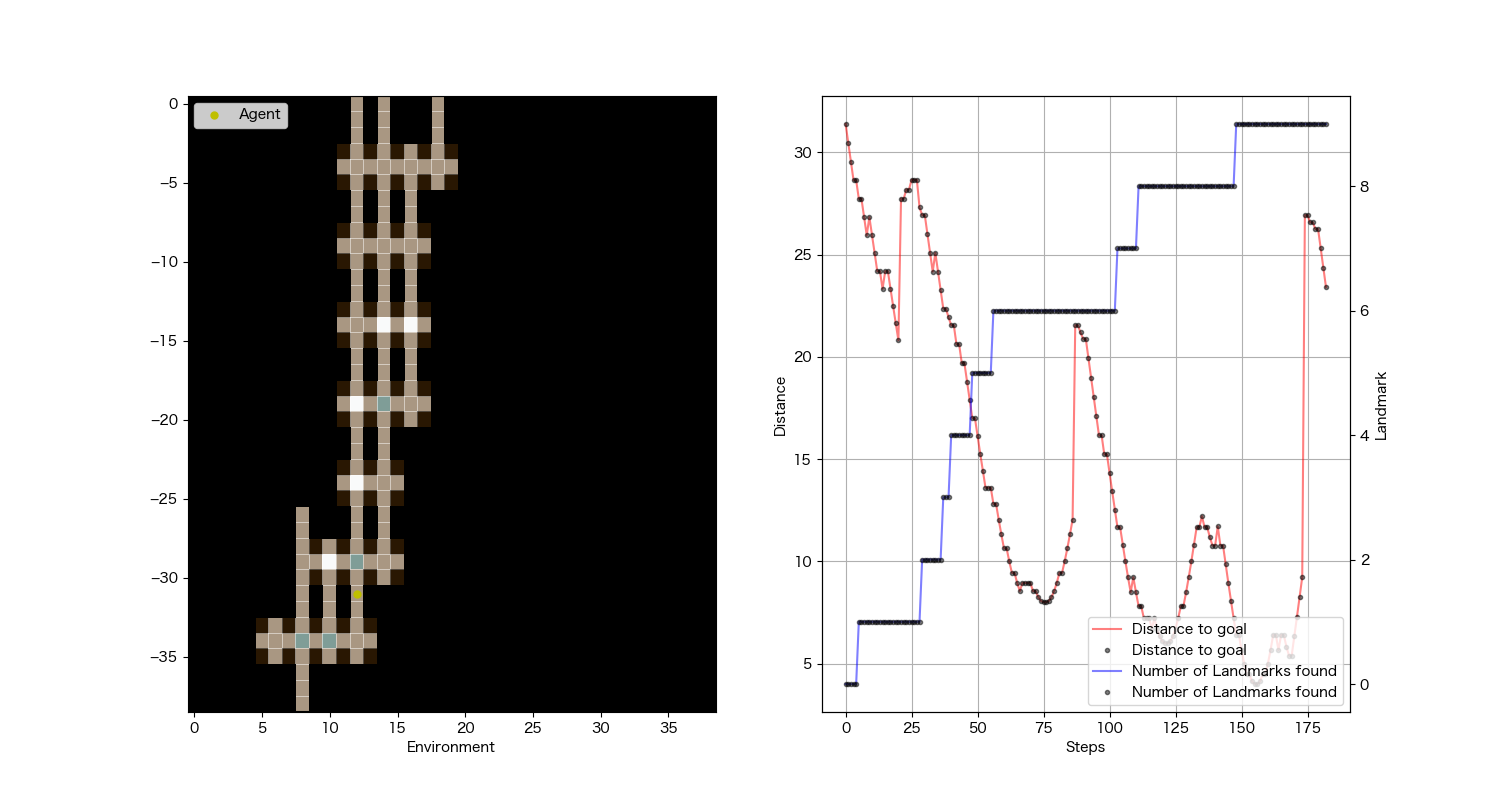 0
−5
−10
−15
−20
−25
−30
−35
Agent
0 5 10 15 20 25 30 35
Environment
Distance
30
25
20
15
10
5
8
6
4
2
0
Landmark
Distance to goal
Distance to goal
Number of Landmarks found
Number of Landmarks found
0 25 50 75 100 125 150 175
Steps